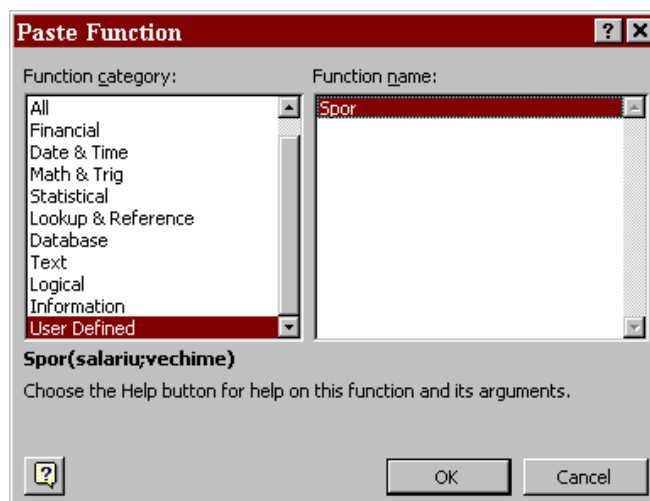 Paste Function
Function category:
Function name:
All
Financial
Date & Time
Math & Trig
Statistical
Lookup & Reference
Database
Text
Logical
Information
User Defined
Spor
Spor(salariu;vechime)
Choose the Help button for help on this function and its arguments.
OK
Cancel